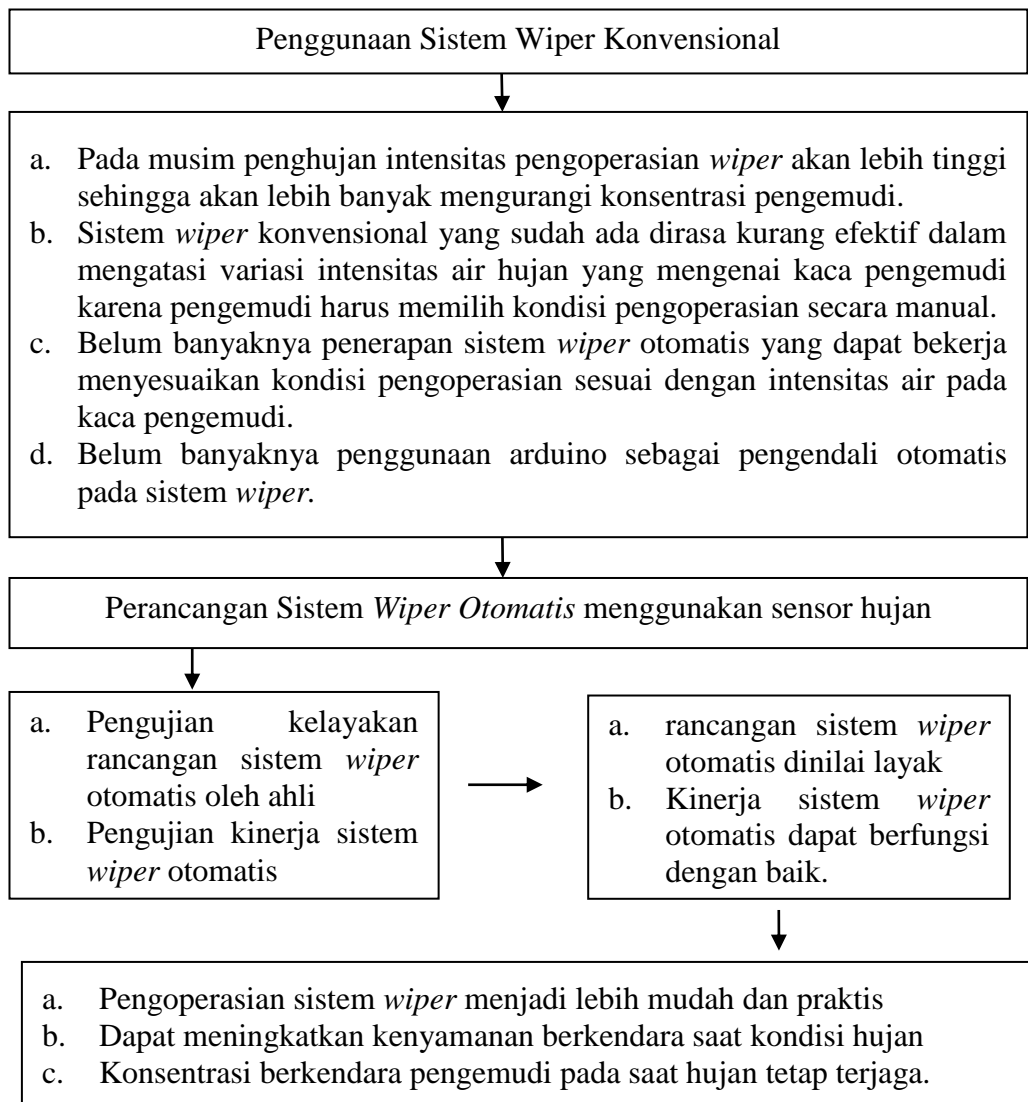 Penggunaan Sistem Wiper Konvensional
a. Pada musim penghujan intensitas pengoperasian wiper akan lebih tinggi
sehingga akan lebih banyak mengurangi konsentrasi pengemudi.
b. Sistem wiper konvensional yang sudah ada dirasa kurang efektif dalam
mengatasi variasi intensitas air hujan yang mengenai kaca pengemudi
karena pengemudi harus memilih kondisi pengoperasian secara manual.
c. Belum banyaknya penerapan sistem wiper otomatis yang dapat bekerja
menyesuaikan kondisi pengoperasian sesuai dengan intensitas air pada
kaca pengemudi.
d. Belum banyaknya penggunaan arduino sebagai pengendali otomatis
pada sistem wiper.
Perancangan Sistem Wiper Otomatis menggunakan sensor hujan
a. Pengujian kelayakan
rancangan sistem wiper
otomatis oleh ahli
b. Pengujian kinerja sistem
wiper otomatis
a. rancangan sistem wiper
otomatis dinilai layak
b. Kinerja sistem wiper
otomatis dapat berfungsi
dengan baik.
a. Pengoperasian sistem wiper menjadi lebih mudah dan praktis
b. Dapat meningkatkan kenyamanan berkendara saat kondisi hujan
c. Konsentrasi berkendara pengemudi pada saat hujan tetap terjaga.